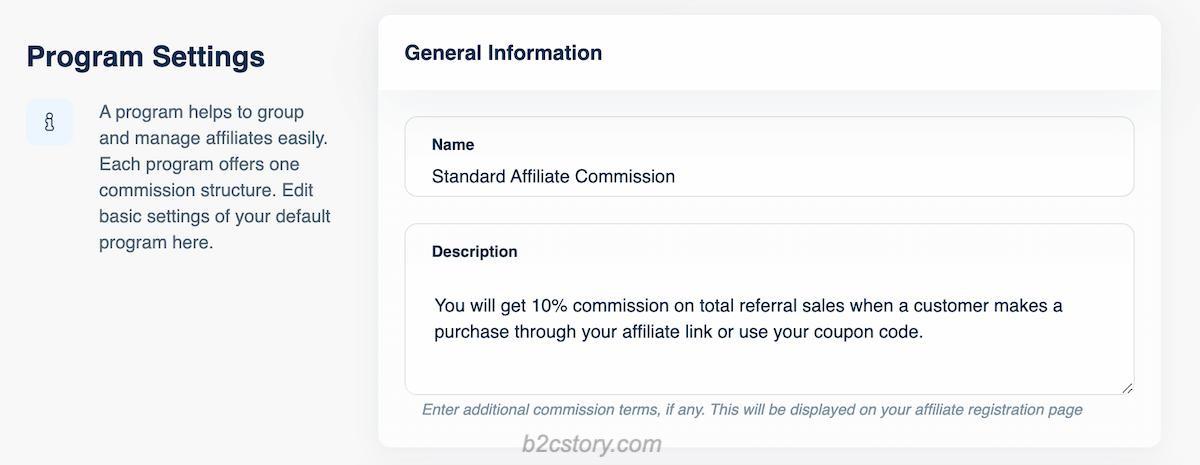 Program Settings
A program helps to group
and manage affiliates easily.
Each program offers one
commission structure. Edit
basic settings of your default
program here.
General Information
Name
Standard Affiliate Commission
Description
You will get 10% commission on total referral sales when a customer makes a
purchase through your affiliate link or use your coupon code.
Enter additional commission terms, if any. This will be displayed on your affiliate registration page
b2cstory.com